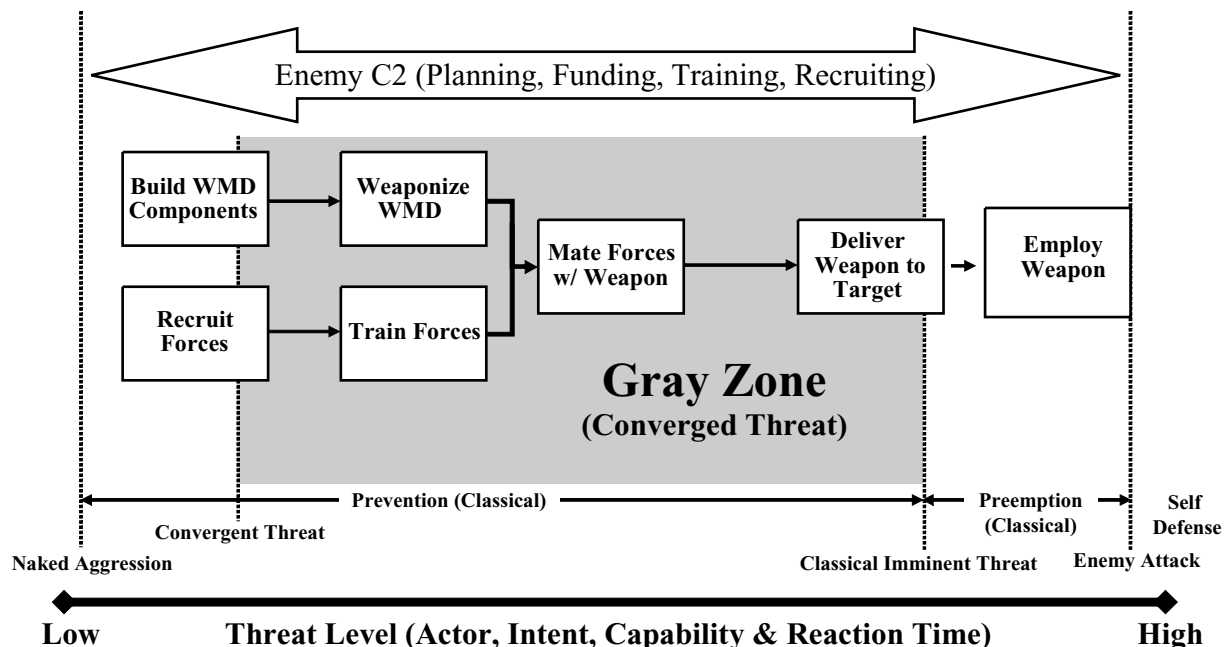 Enemy C2 (Planning, Funding, Training, Recruiting)
Build WMD
Components
Weaponize
WMD
Mate Forces
w/ Weapon
Deliver
Weapon to
Target
Employ
Weapon
Recruit
Forces
Train Forces
Gray Zone
(Converged Threat)
Prevention (Classical)
Preemption
(Classical)
Self
Defense
Convergent Threat
Naked Aggression
Classical Imminent Threat
Enemy Attack
Low
Threat Level (Actor, Intent, Capability & Reaction Time)
High